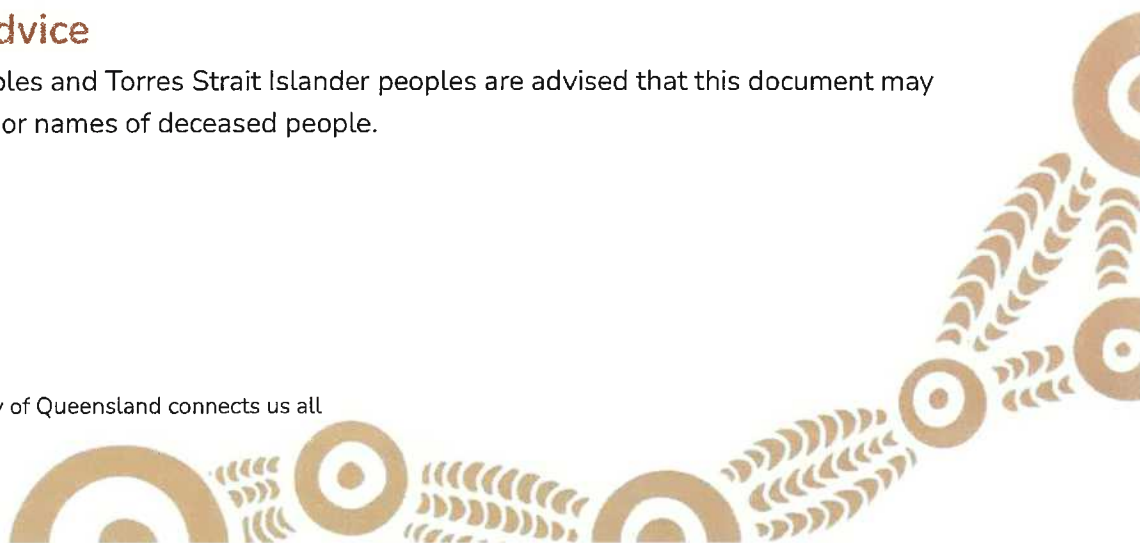 dvice
ples and Torres Strait Islander peoples are advised that this document may
or names of deceased people.
of Queensland connects us all